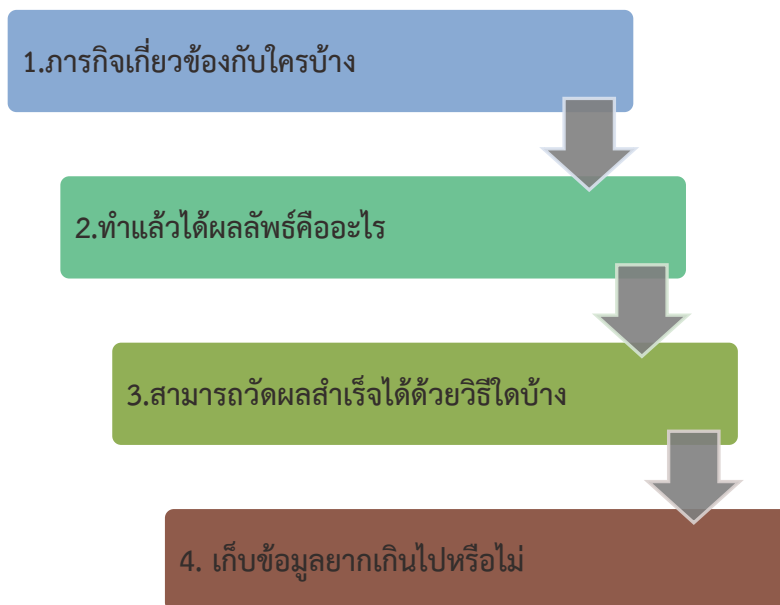 1.ภารกิจเกี่ยวข้องกับใครบ้าง
2.ทำแล้วได้ผลลัพธ์คืออะไร
3.สามารถวัดผลสำเร็จได้ด้วยวิธีใดบ้าง
4. เก็บข้อมูลยากเกินไปหรือไม่